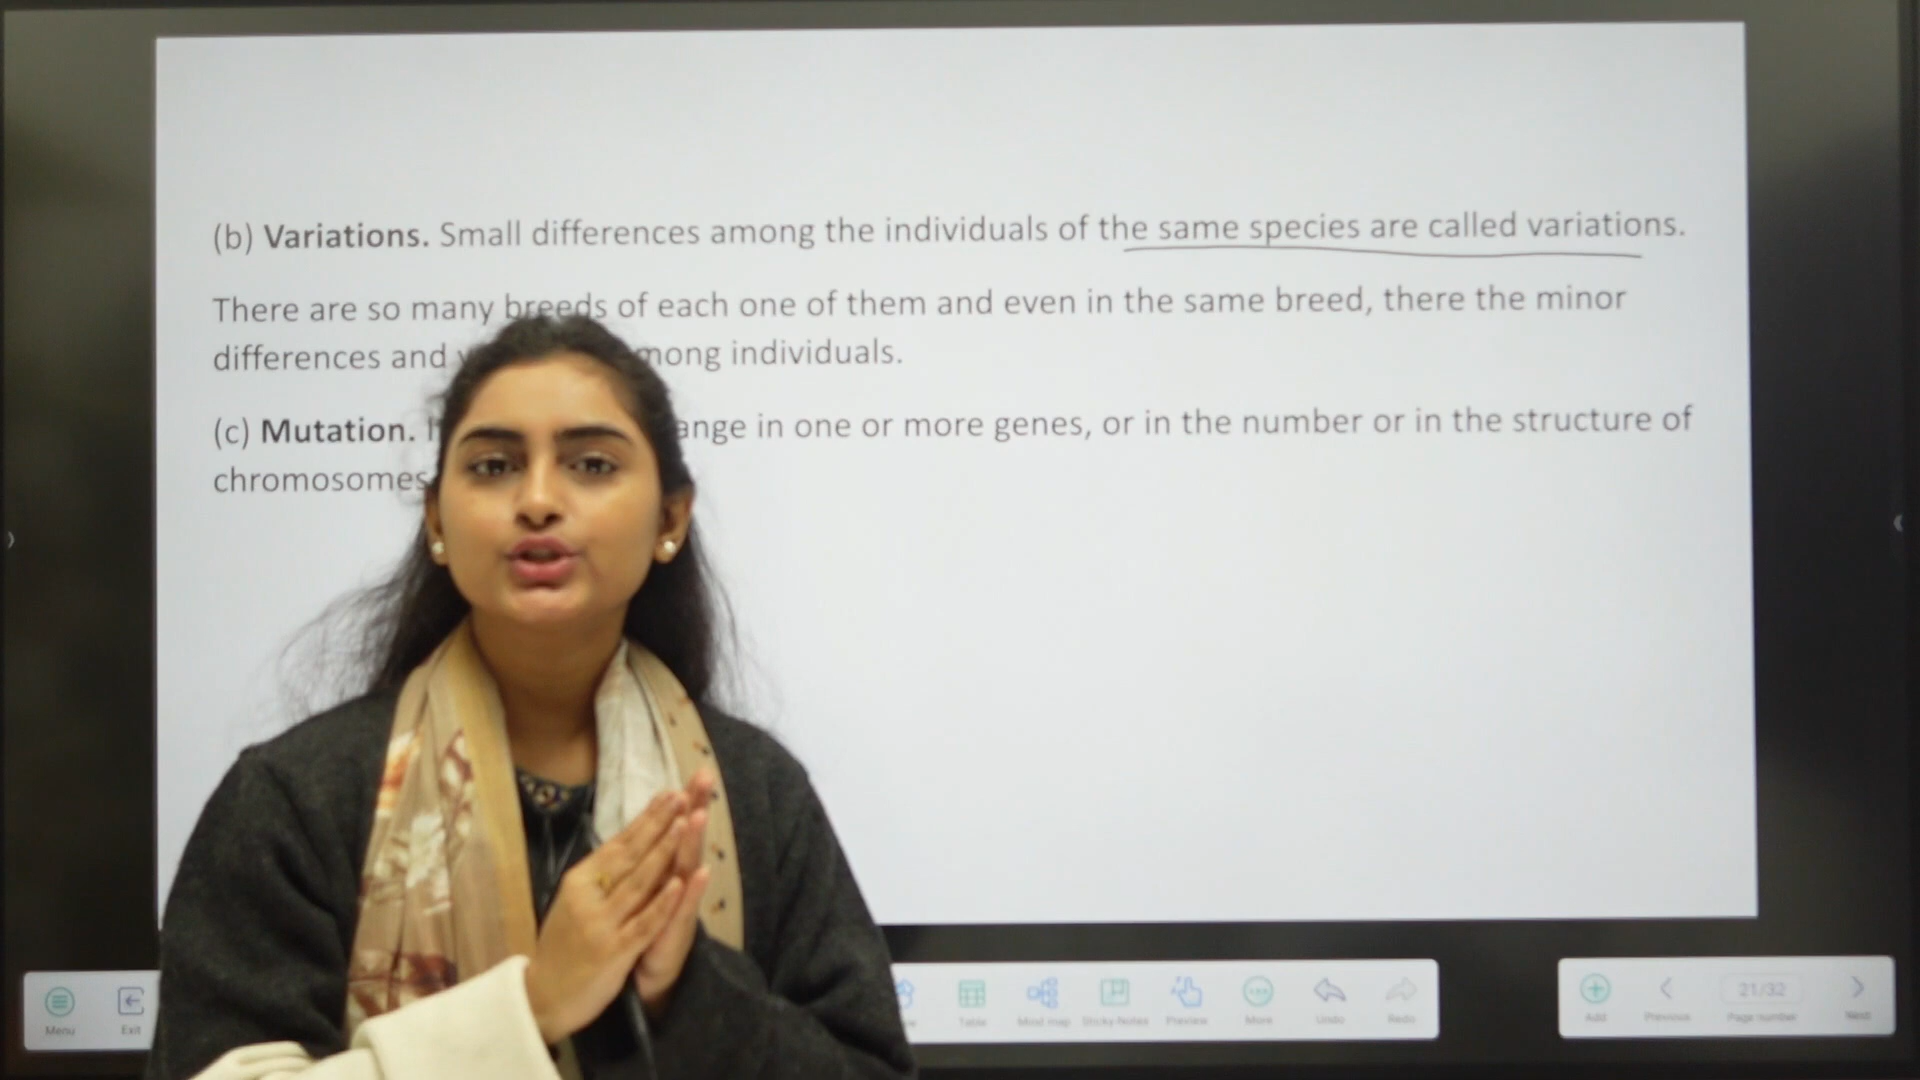 (b) Variations. Small differences among the individuals of the same species are called variations.
There are so many breeds of each one of them and even in the same breed, there the minor
differences and mong individuals.
(c) Mutation. ange in one or more genes, or in the number or in the structure of
chromosomes
Menu Exit Table Mind map Sticky-Notes Preview More Undo Redo Add Previous 21/32 Page number Next